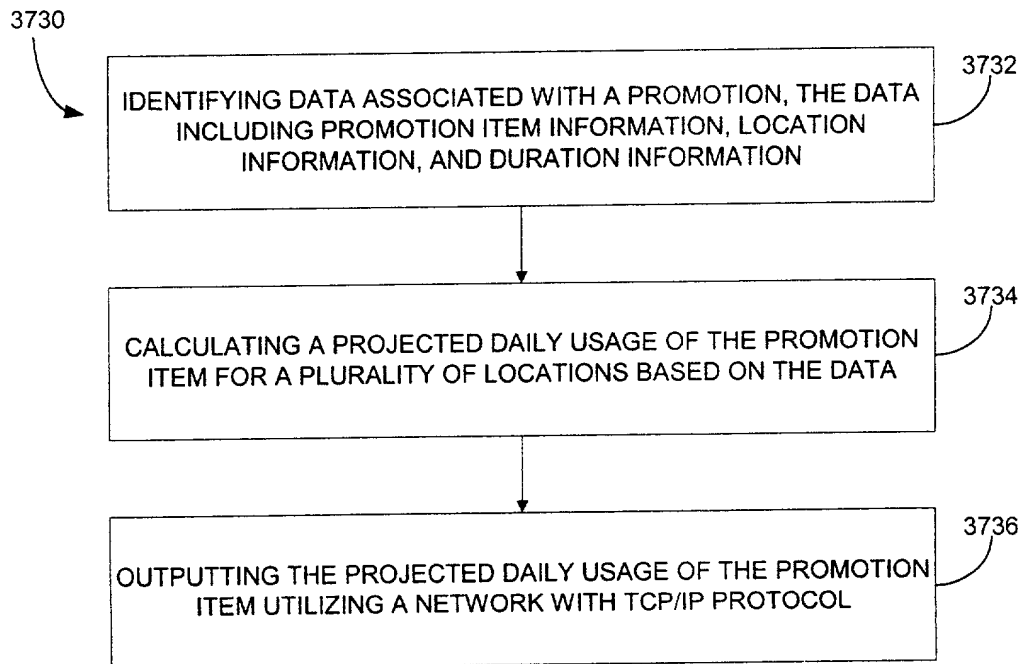 3730
3732
IDENTIFYING DATA ASSOCIATED WITH A PROMOTION, THE DATA
INCLUDING PROMOTION ITEM INFORMATION, LOCATION
INFORMATION, AND DURATION INFORMATION
3734
CALCULATING A PROJECTED DAILY USAGE OF THE PROMOTION
ITEM FOR A PLURALITY OF LOCATIONS BASED ON THE DATA
3736
OUTPUTTING THE PROJECTED DAILY USAGE OF THE PROMOTION
ITEM UTILIZING A NETWORK WITH TCP/IP PROTOCOL